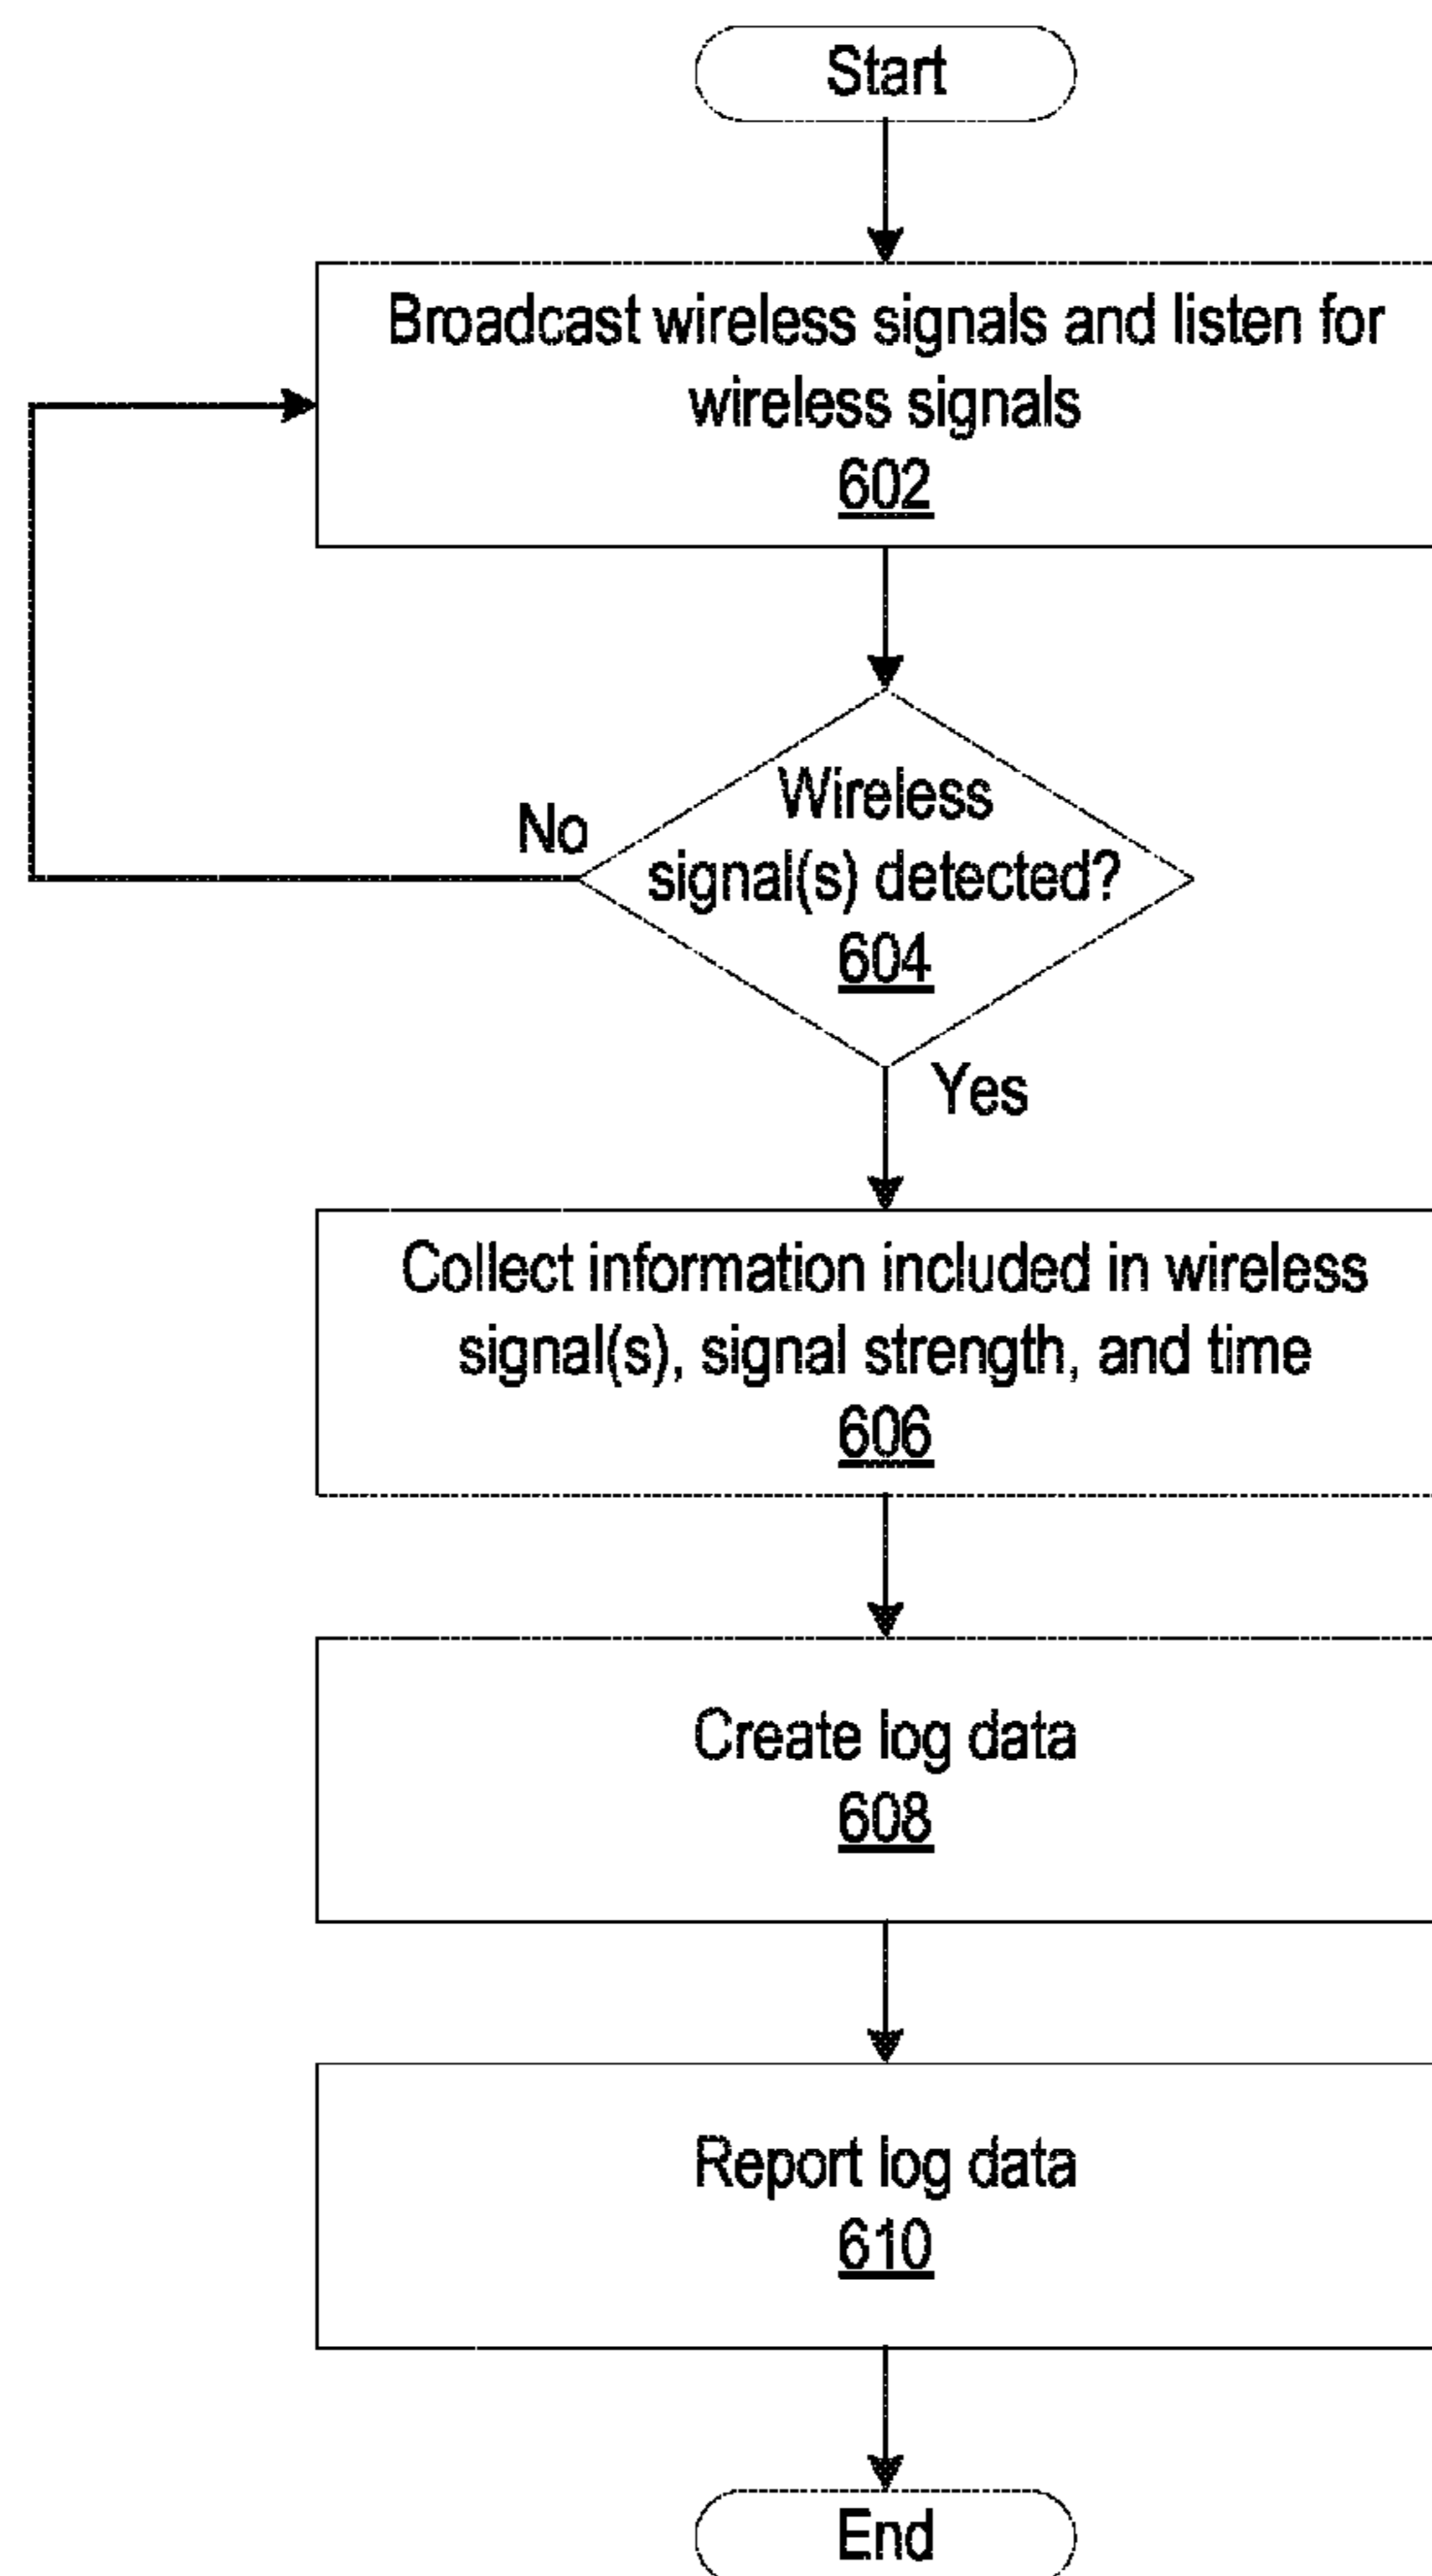 Start
Broadcast wireless signals and listen for
wireless signals
602
Wireless
signal(s) detected?
604
No
Yes
Collect information included in wireless
signal(s), signal strength, and time
606
Create log data
608
Report log data
610
End